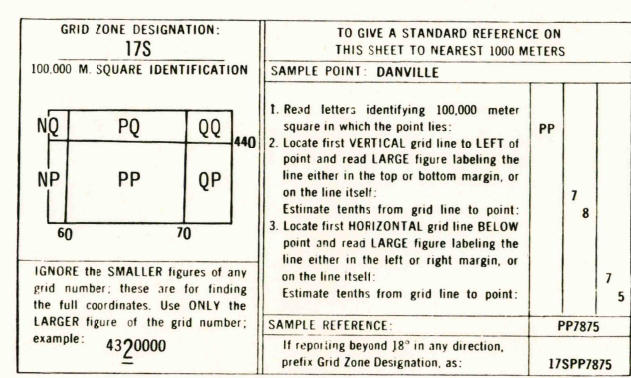 GRID ZONE DESIGNATION:
17S
100,000 M. SQUARE IDENTIFICATION
NQ PQ QQ
440
NP PP QP
60 70
IGNORE the SMALLER figures of any
grid number; these are for finding
the full coordinates. Use ONLY the
LARGER figure of the grid number;
example: 4320000
TO GIVE A STANDARD REFERENCE ON
THIS SHEET TO NEAREST 1000 METERS
SAMPLE POINT: DANVILLE
1. Read letters identifying 100,000 meter
square in which the point lies: PP
2. Locate first VERTICAL grid line to LEFT of
point and read LARGE figure labeling the
line either in the top or bottom margin, or
on the line itself: 7
Estimate tenths from grid line to point: 8
3. Locate first HORIZONTAL grid line BELOW
point and read LARGE figure labeling the
line either in the left or right margin, or
on the line itself: 7
Estimate tenths from grid line to point: 5
SAMPLE REFERENCE: PP7875
If reporting beyond 18° in any direction,
prefix Grid Zone Designation, as: 17SPP7875